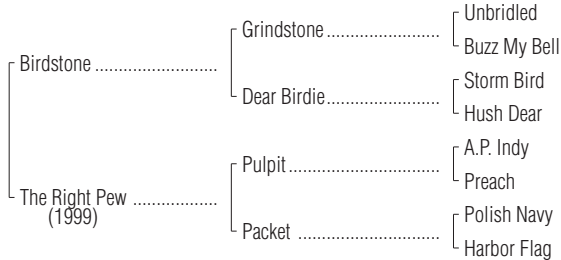 Unbridled
Grindstone ........................
Buzz My Bell
Birdstone ..........................
Storm Bird
Dear Birdie ........................
Hush Dear
A.P. Indy
Pulpit ................................
Preach
The Right Pew ..................
(1999)
Polish Navy
Packet ..............................
Harbor Flag